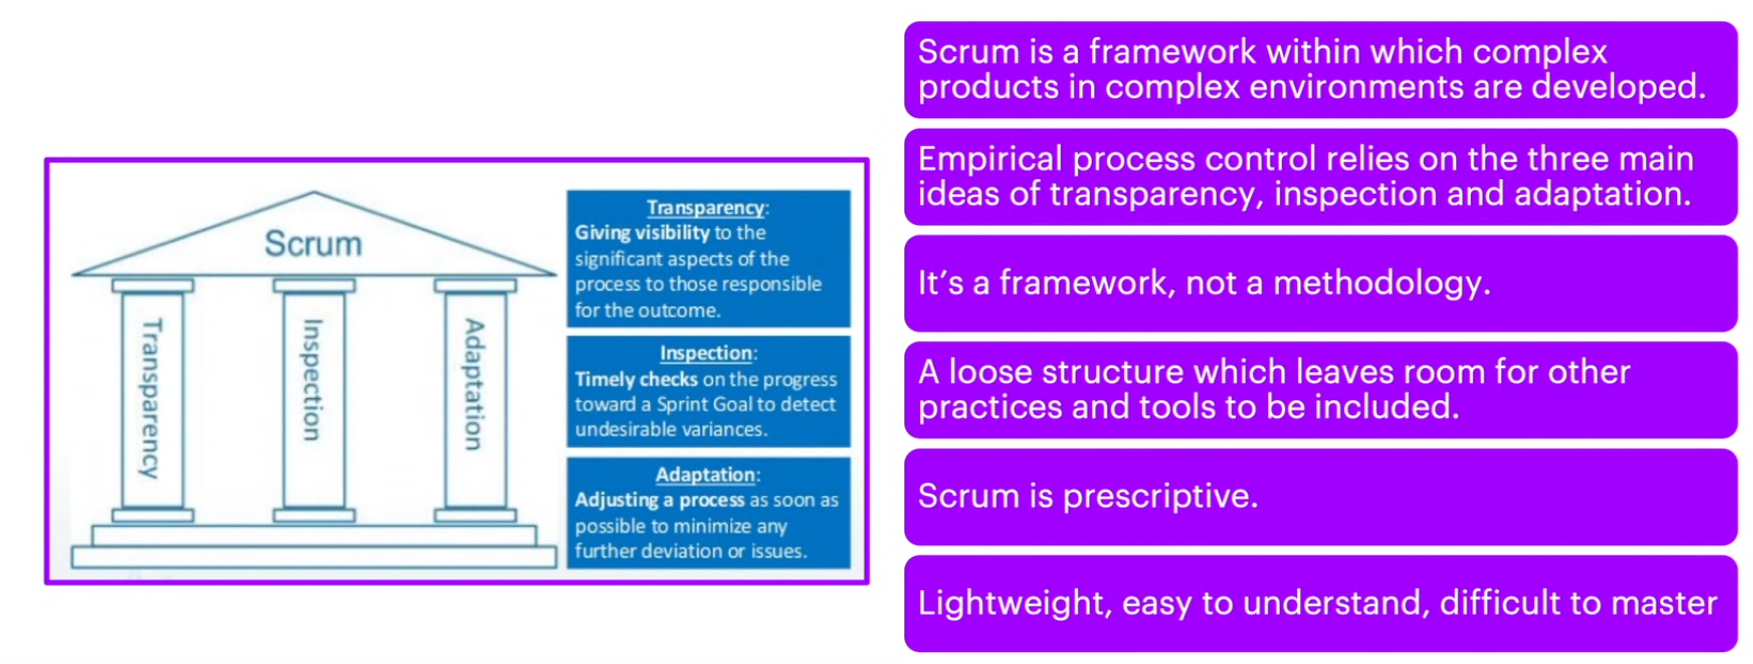 Scrum
Transparency
Inspection
Adaptation
Transparency:
Giving visibility to the
significant aspects of the
process to those responsible
for the outcome.
Inspection:
Timely checks on the progress
toward a Sprint Goal to detect
undesirable variances.
Adaptation:
Adjusting a process as soon as
possible to minimize any
further deviation or issues.
Scrum is a framework within which complex
products in complex environments are developed.
Empirical process control relies on the three main
ideas of transparency, inspection and adaptation.
It’s a framework, not a methodology.
A loose structure which leaves room for other
practices and tools to be included.
Scrum is prescriptive.
Lightweight, easy to understand, difficult to master